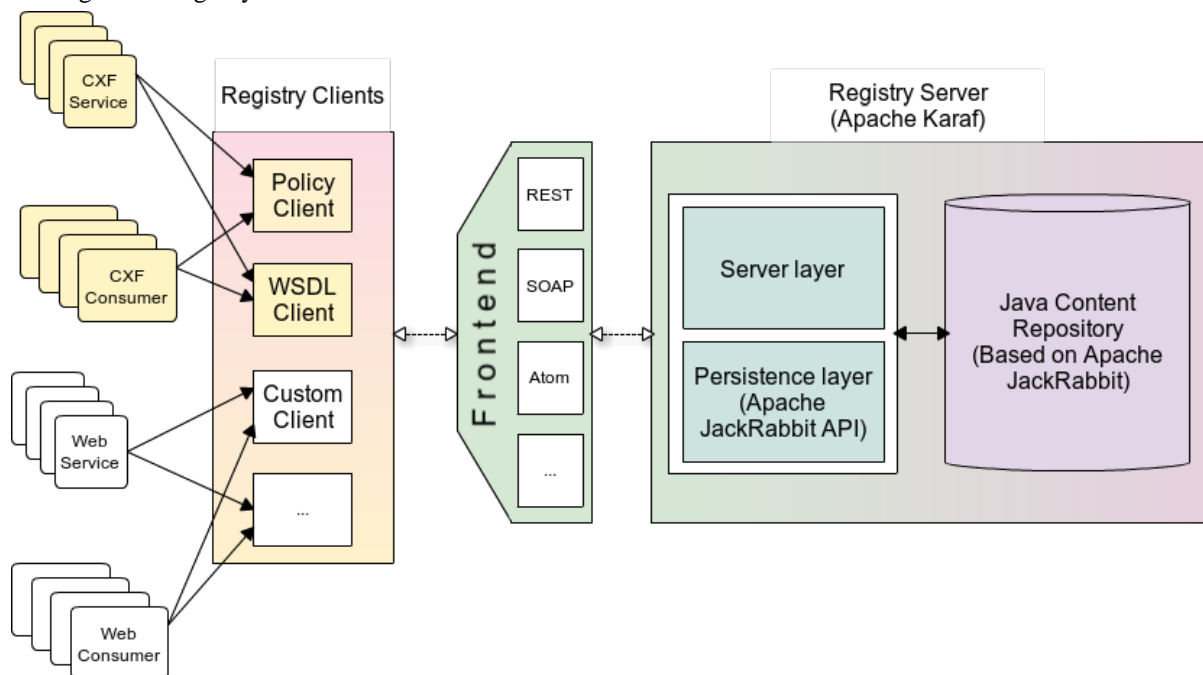 CXF
Service
CXF
Consumer
Web
Service
Web
Consumer
Registry Clients
Policy
Client
WSDL
Client
Custom
Client
...
Frontend
REST
SOAP
Atom
...
Registry Server
(Apache Karaf)
Server layer
Persistence layer
(Apache
JackRabbit API)
Java Content
Repository
(Based on Apache
JackRabbit)